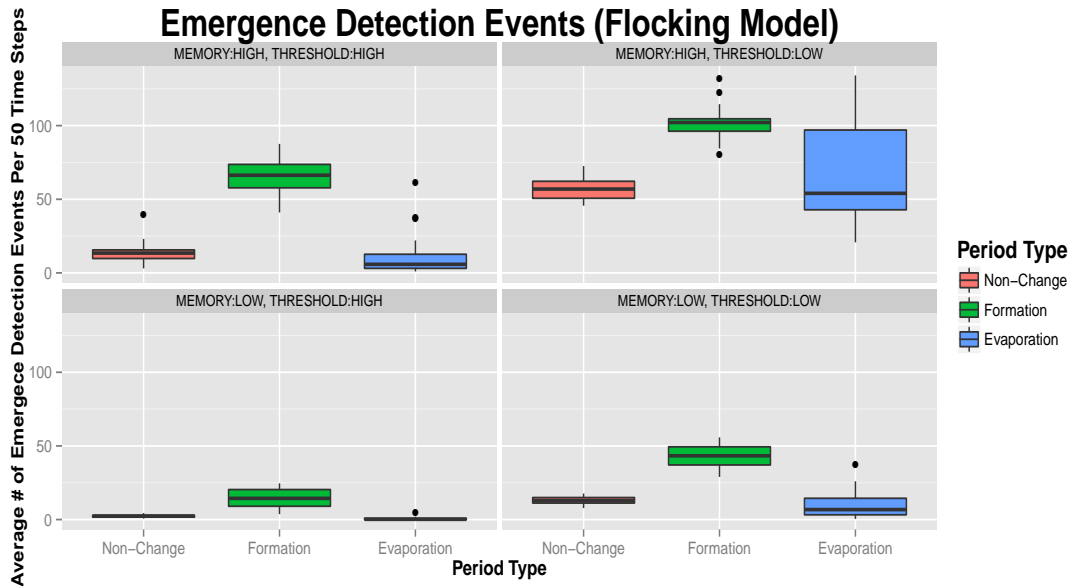 Emergence Detection Events (Flocking Model)
Average # of Emergece Detection Events Per 50 Time Steps
MEMORY:HIGH, THRESHOLD:HIGH
MEMORY:HIGH, THRESHOLD:LOW
100
50
0
MEMORY:LOW, THRESHOLD:HIGH
MEMORY:LOW, THRESHOLD:LOW
100
50
0
Non−Change
Formation
Evaporation
Non−Change
Formation
Evaporation
Period Type
Period Type
Non−Change
Formation
Evaporation